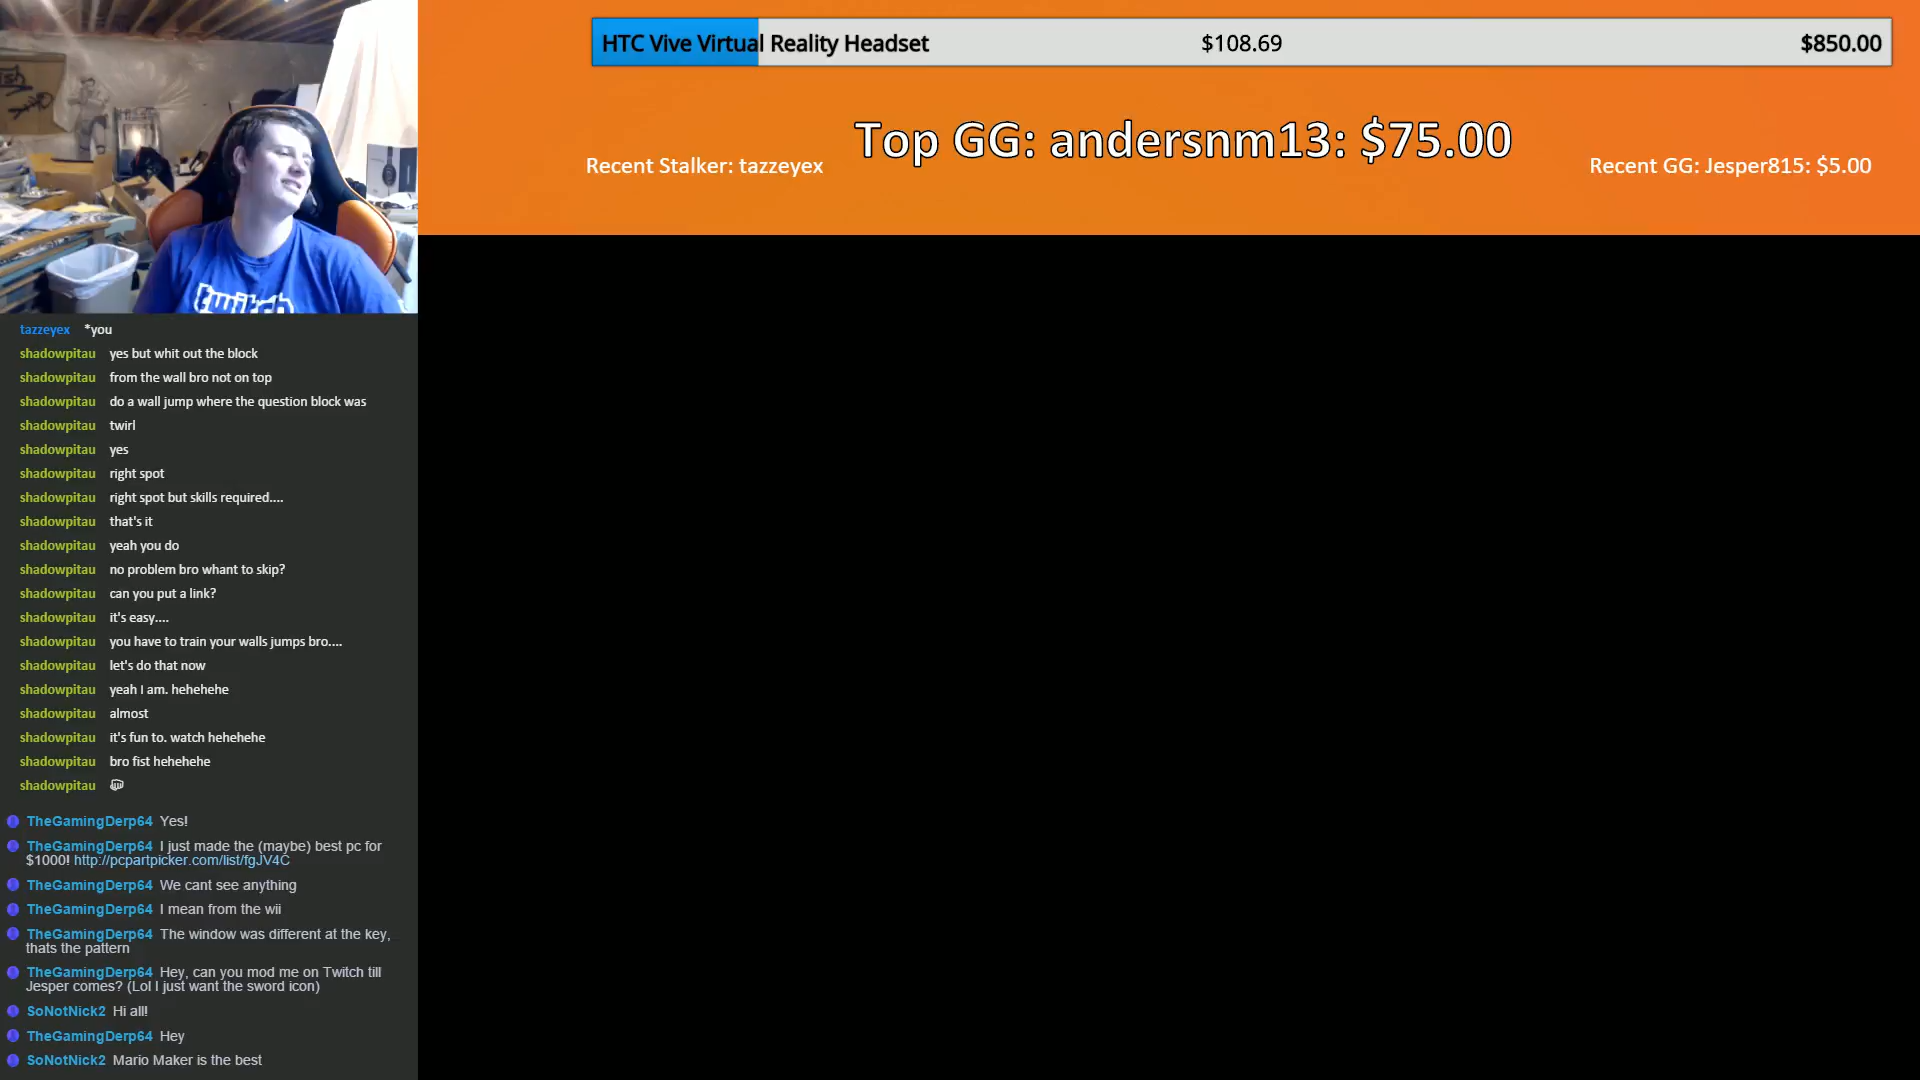 HTC Vive Virtual Reality Headset $108.69 $850.00
Top GG: andersnm13: $75.00
Recent Stalker: tazzeyex
Recent GG: Jesper815: $5.00
twitch
tazzeyex *you
shadowpitau yes but whit out the block
shadowpitau from the wall bro not on top
shadowpitau do a wall jump where the question block was
shadowpitau twirl
shadowpitau yes
shadowpitau right spot
shadowpitau right spot but skills required....
shadowpitau that's it
shadowpitau yeah you do
shadowpitau no problem bro whant to skip?
shadowpitau can you put a link?
shadowpitau it's easy....
shadowpitau you have to train your walls jumps bro....
shadowpitau let's do that now
shadowpitau yeah I am. hehehehe
shadowpitau almost
shadowpitau it's fun to. watch hehehehe
shadowpitau bro fist hehehehe
shadowpitau 👊
TheGamingDerp64 Yes!
TheGamingDerp64 I just made the (maybe) best pc for
$1000! http://pcpartpicker.com/list/fgJV4C
TheGamingDerp64 We cant see anything
TheGamingDerp64 I mean from the wii
TheGamingDerp64 The window was different at the key,
thats the pattern
TheGamingDerp64 Hey, can you mod me on Twitch till
Jesper comes? (Lol I just want the sword icon)
SoNotNick2 Hi all!
TheGamingDerp64 Hey
SoNotNick2 Mario Maker is the best